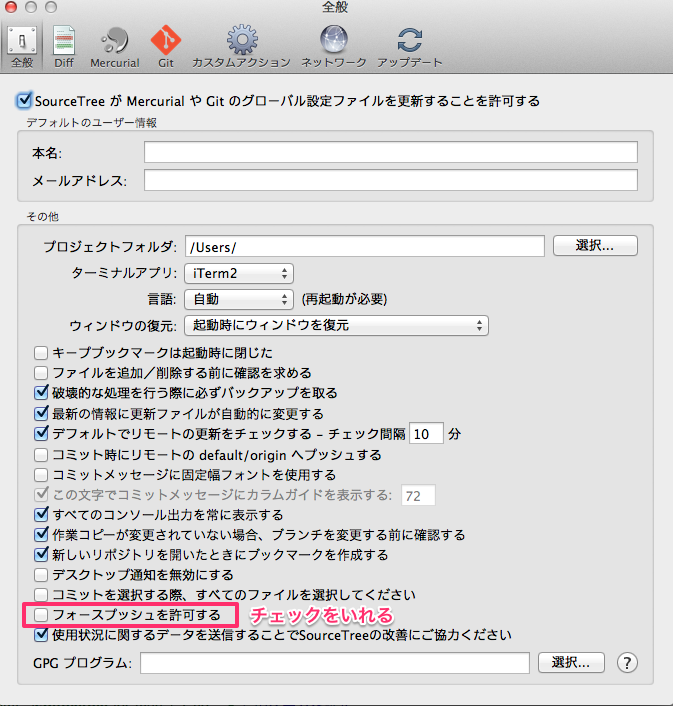 全般
全般 Diff Mercurial Git カスタムアクション ネットワーク アップデート
SourceTree が Mercurial や Git のグローバル設定ファイルを更新することを許可する
デフォルトのユーザー情報
本名:
メールアドレス:
その他
プロジェクトフォルダ: /Users/ 選択...
ターミナルアプリ: iTerm2
言語: 自動 (再起動が必要)
ウィンドウの復元: 起動時にウィンドウを復元
キープブックマークは起動時に閉じた
ファイルを追加／削除する前に確認を求める
破壊的な処理を行う際に必ずバックアップを取る
最新の情報に更新ファイルが自動的に変更する
デフォルトでリモートの更新をチェックする – チェック間隔 10 分
コミット時にリモートの default/origin へプッシュする
コミットメッセージに固定幅フォントを使用する
この文字でコミットメッセージにカラムガイドを表示する: 72
すべてのコンソール出力を常に表示する
作業コピーが変更されていない場合、ブランチを変更する前に確認する
新しいリポジトリを開いたときにブックマークを作成する
デスクトップ通知を無効にする
コミットを選択する際、すべてのファイルを選択してください
フォースプッシュを許可する チェックをいれる
使用状況に関するデータを送信することでSourceTreeの改善にご協力ください
GPG プログラム: 選択... ?